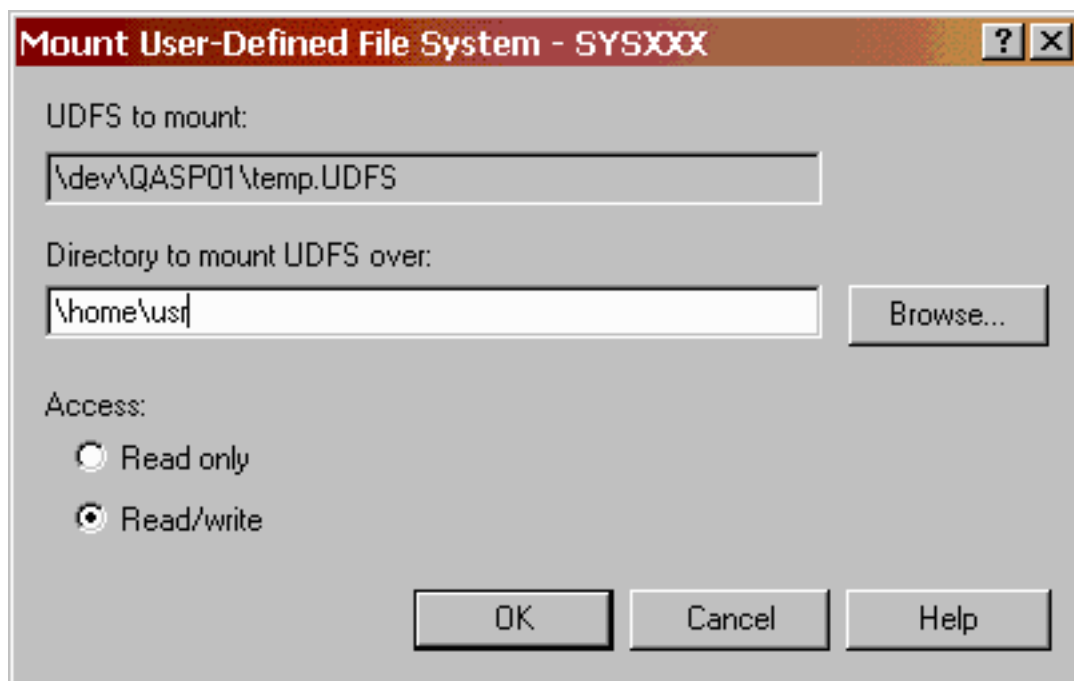 Mount User-Defined File System - SYSXXX
UDFS to mount:
\dev\QASP01\temp.UDFS
Directory to mount UDFS over:
\home\usr
Browse...
Access:
Read only
Read/write
OK Cancel Help